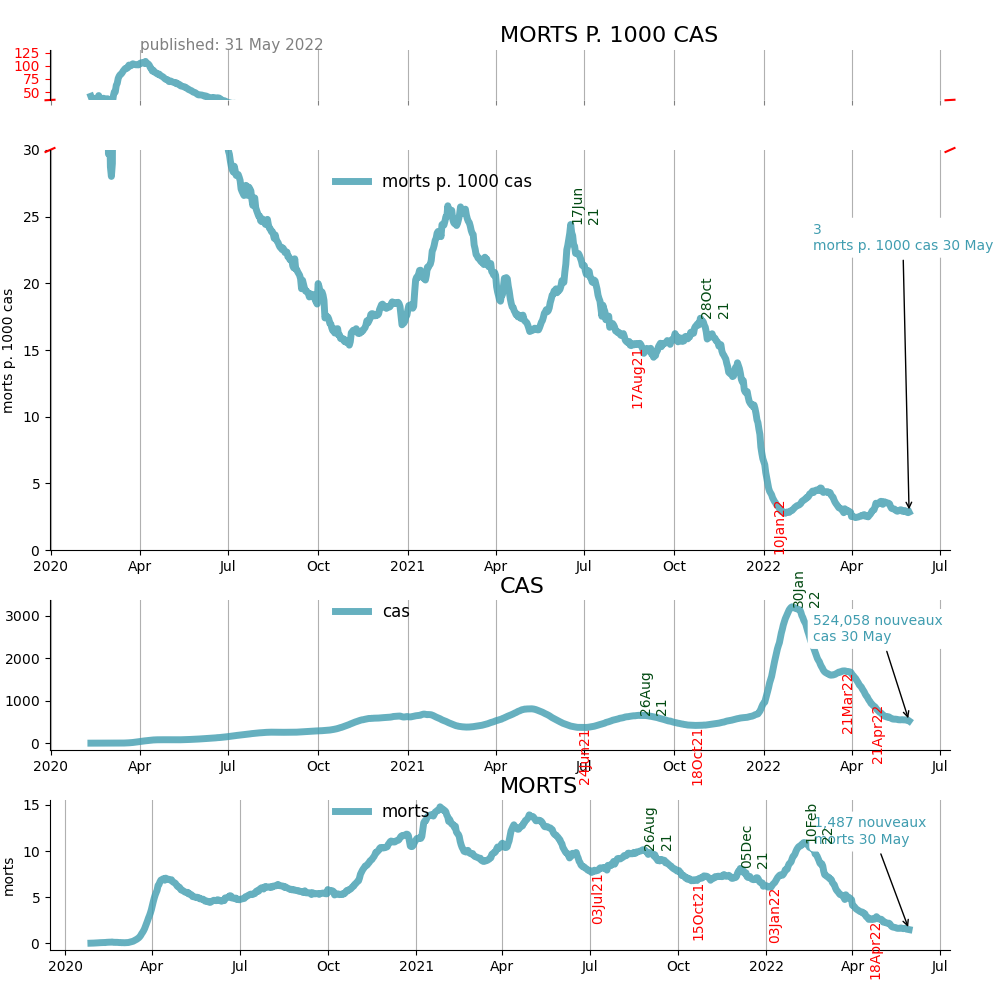 MORTS P. 1000 CAS
published: 31 May 2022
125
100
75
50
30
25
20
15
10
5
0
morts p. 1000 cas
morts p. 1000 cas
17Jun
21
28Oct
21
17Aug21
10Jan22
3
morts p. 1000 cas 30 May
2020
Apr
Jul
Oct
2021
Apr
Jul
Oct
2022
Apr
Jul
CAS
cas
3000
2000
1000
0
26Aug
21
30Jan
22
24Jun21
18Oct21
21Mar22
21Apr22
524,058 nouveaux
cas 30 May
2020
Apr
Jul
Oct
2021
Apr
Jul
Oct
2022
Apr
Jul
MORTS
morts
15
10
5
0
morts
26Aug
21
05Dec
21
10Feb
22
03Jul21
15Oct21
03Jan22
18Apr22
1,487 nouveaux
morts 30 May
2020
Apr
Jul
Oct
2021
Apr
Jul
Oct
2022
Apr
Jul